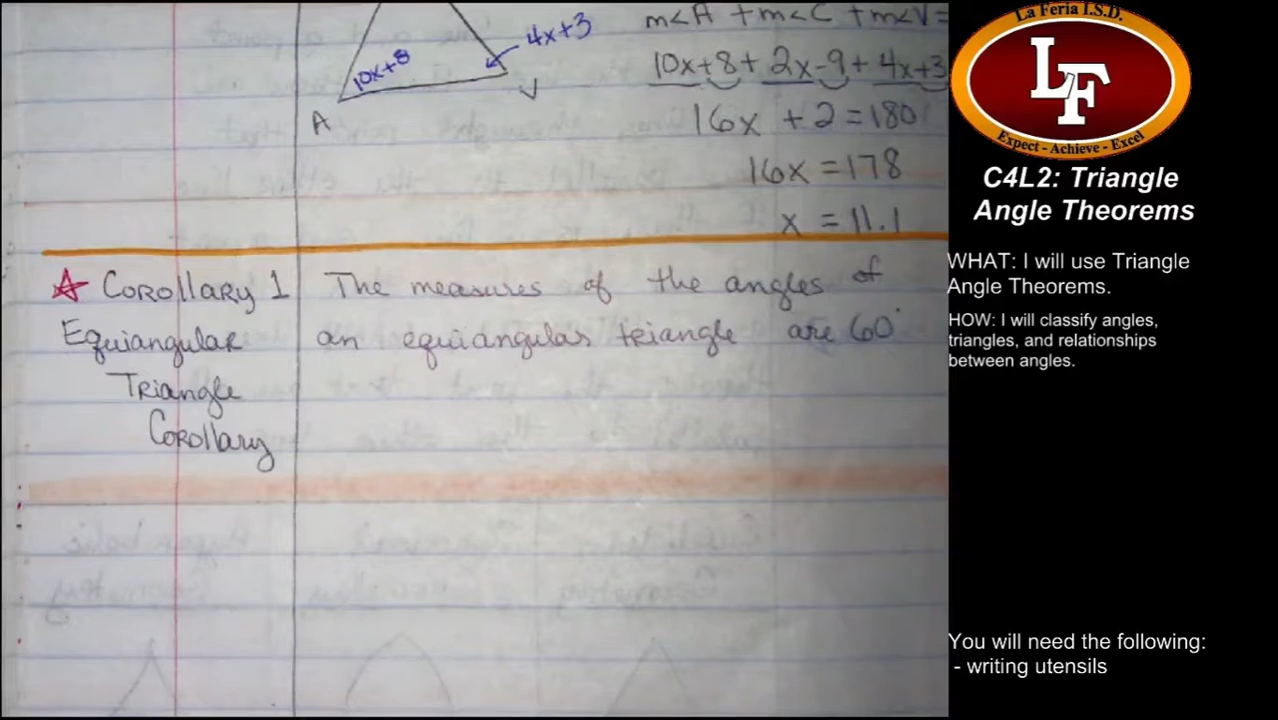 m<A + m<C + m<V =
10x+8 + 2x-9 + 4x+3
16x + 2 = 180
16x = 178
x = 11.1
10x+8
4x+3
A
V
Corollary 1
Equiangular
Triangle
Corollary
The measures of the angles of
an equiangular triangle are 60°
La Feria I.S.D.
LF
Expect - Achieve - Excel
C4L2: Triangle
Angle Theorems
WHAT: I will use Triangle
Angle Theorems.
HOW: I will classify angles,
triangles, and relationships
between angles.
You will need the following:
- writing utensils